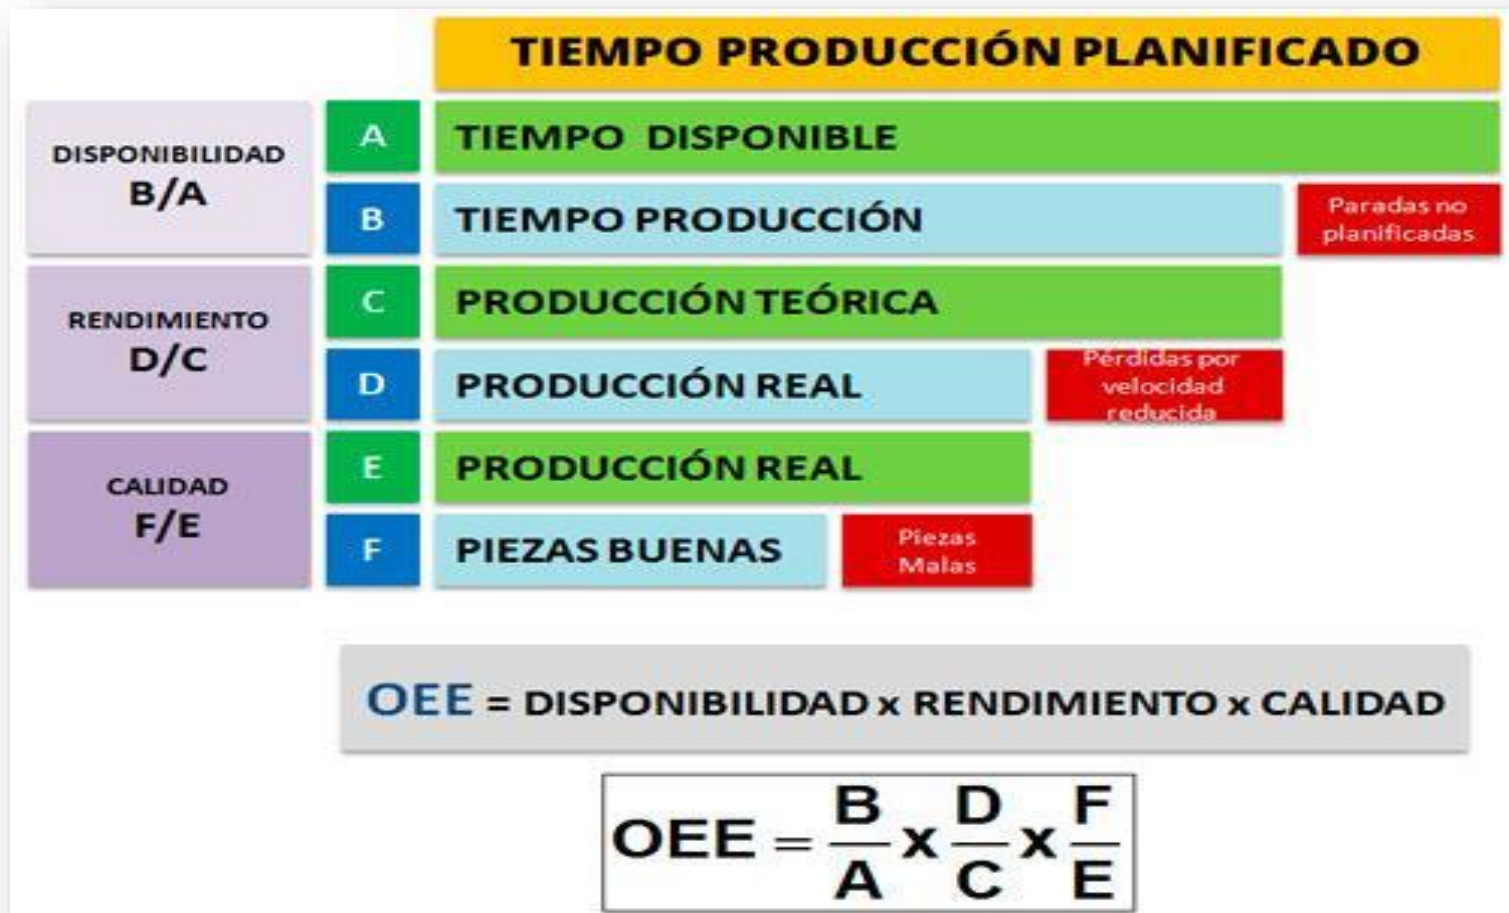 TIEMPO PRODUCCIÓN PLANIFICADO
DISPONIBILIDAD
B/A
A
TIEMPO DISPONIBLE
B
TIEMPO PRODUCCIÓN
Paradas no
planificadas
RENDIMIENTO
D/C
C
PRODUCCIÓN TEÓRICA
D
PRODUCCIÓN REAL
Pérdidas por
velocidad
reducida
CALIDAD
F/E
E
PRODUCCIÓN REAL
F
PIEZAS BUENAS
Piezas
Malas
OEE = DISPONIBILIDAD x RENDIMIENTO x CALIDAD
OEE = B/A x D/C x F/E